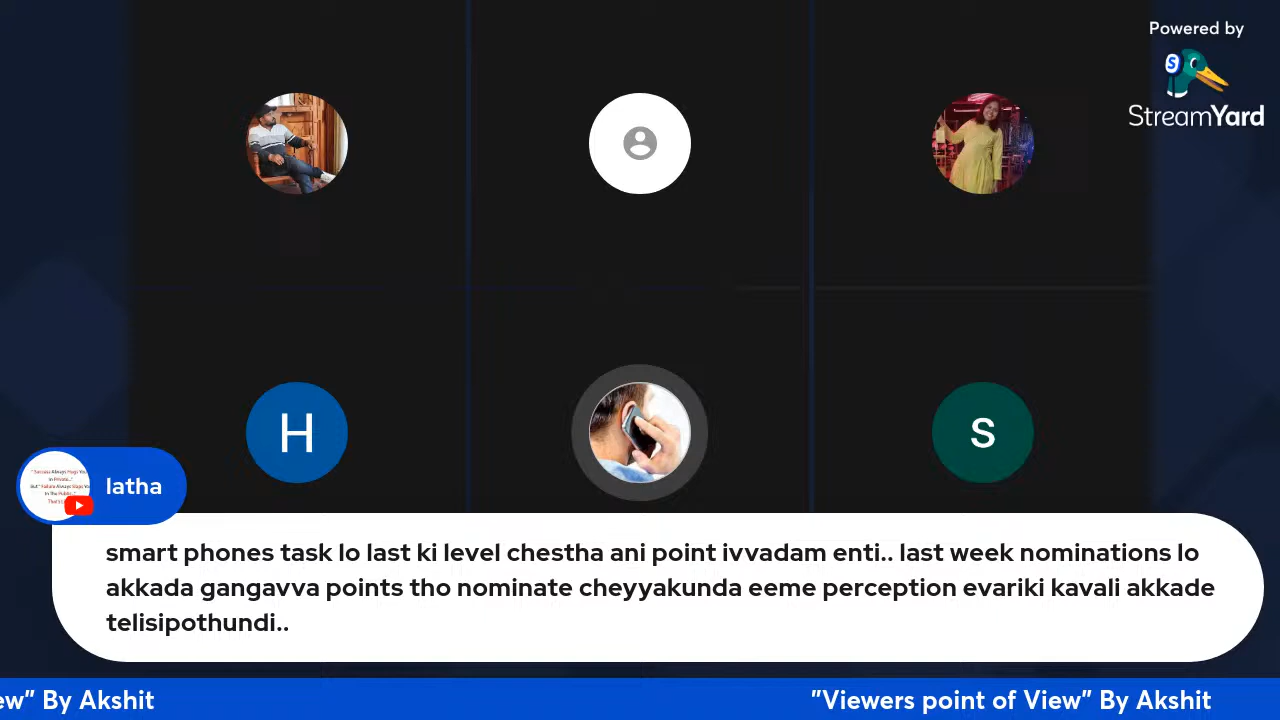 Powered by
StreamYard
H
S
latha
smart phones task lo last ki level chestha ani point ivvadam enti.. last week nominations lo
akkada gangavva points tho nominate cheyyakunda eeme perception evariki kavali akkade
telisipothundi..
ew" By Akshit
"Viewers point of View" By Akshit